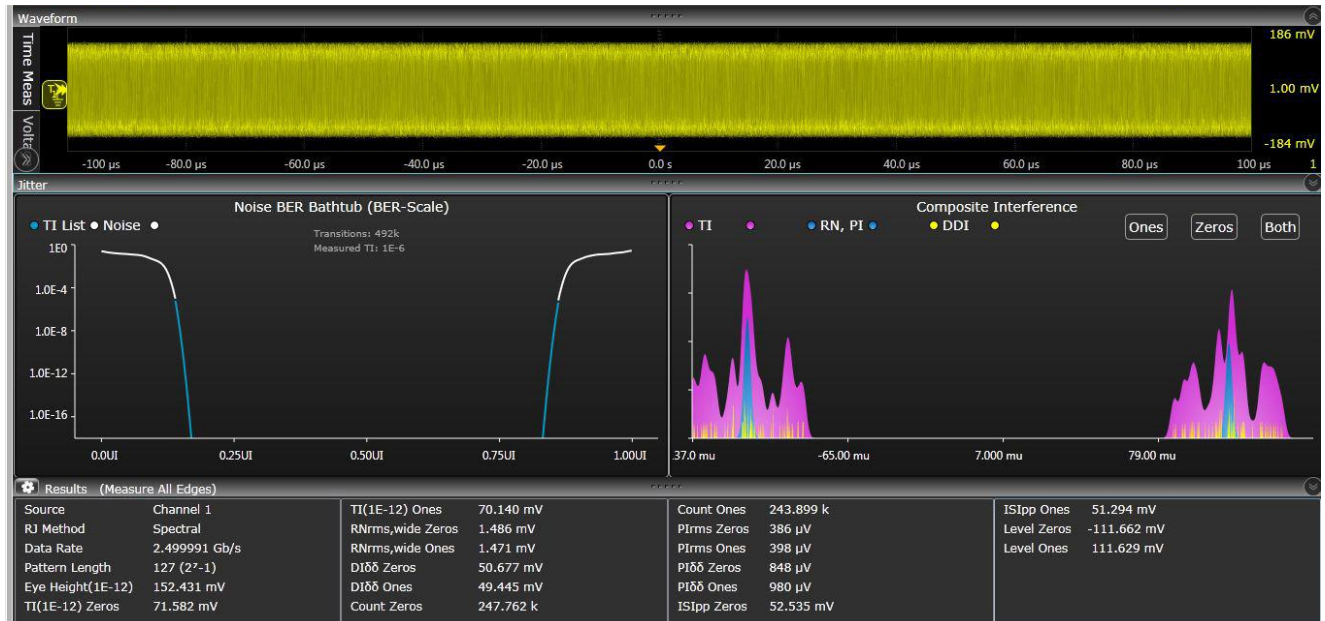 Waveform
Time Meas
Volta
186 mV
1.00 mV
-184 mV
-100 µs -80.0 µs -60.0 µs -40.0 µs -20.0 µs 0.0 s 20.0 µs 40.0 µs 60.0 µs 80.0 µs 100 µs 1
Jitter
Noise BER Bathtub (BER-Scale)
TI List Noise
Transitions: 492k
Measured TI: 1E-6
1E0
1.0E-4
1.0E-8
1.0E-12
1.0E-16
0.0UI 0.25UI 0.50UI 0.75UI 1.00UI
Composite Interference
TI RN, PI DDI
Ones Zeros Both
37.0 mu -65.00 mu 7.000 mu 79.00 mu
Results (Measure All Edges)
Source Channel 1
RJ Method Spectral
Data Rate 2.499991 Gb/s
Pattern Length 127 (2⁷-1)
Eye Height(1E-12) 152.431 mV
TI(1E-12) Zeros 71.582 mV
TI(1E-12) Ones 70.140 mV
RNrms,wide Zeros 1.486 mV
RNrms,wide Ones 1.471 mV
DIδδ Zeros 50.677 mV
DIδδ Ones 49.445 mV
Count Zeros 247.762 k
Count Ones 243.899 k
PIrms Zeros 386 µV
PIrms Ones 398 µV
PIδδ Zeros 848 µV
PIδδ Ones 980 µV
ISIpp Zeros 52.535 mV
ISIpp Ones 51.294 mV
Level Zeros -111.662 mV
Level Ones 111.629 mV